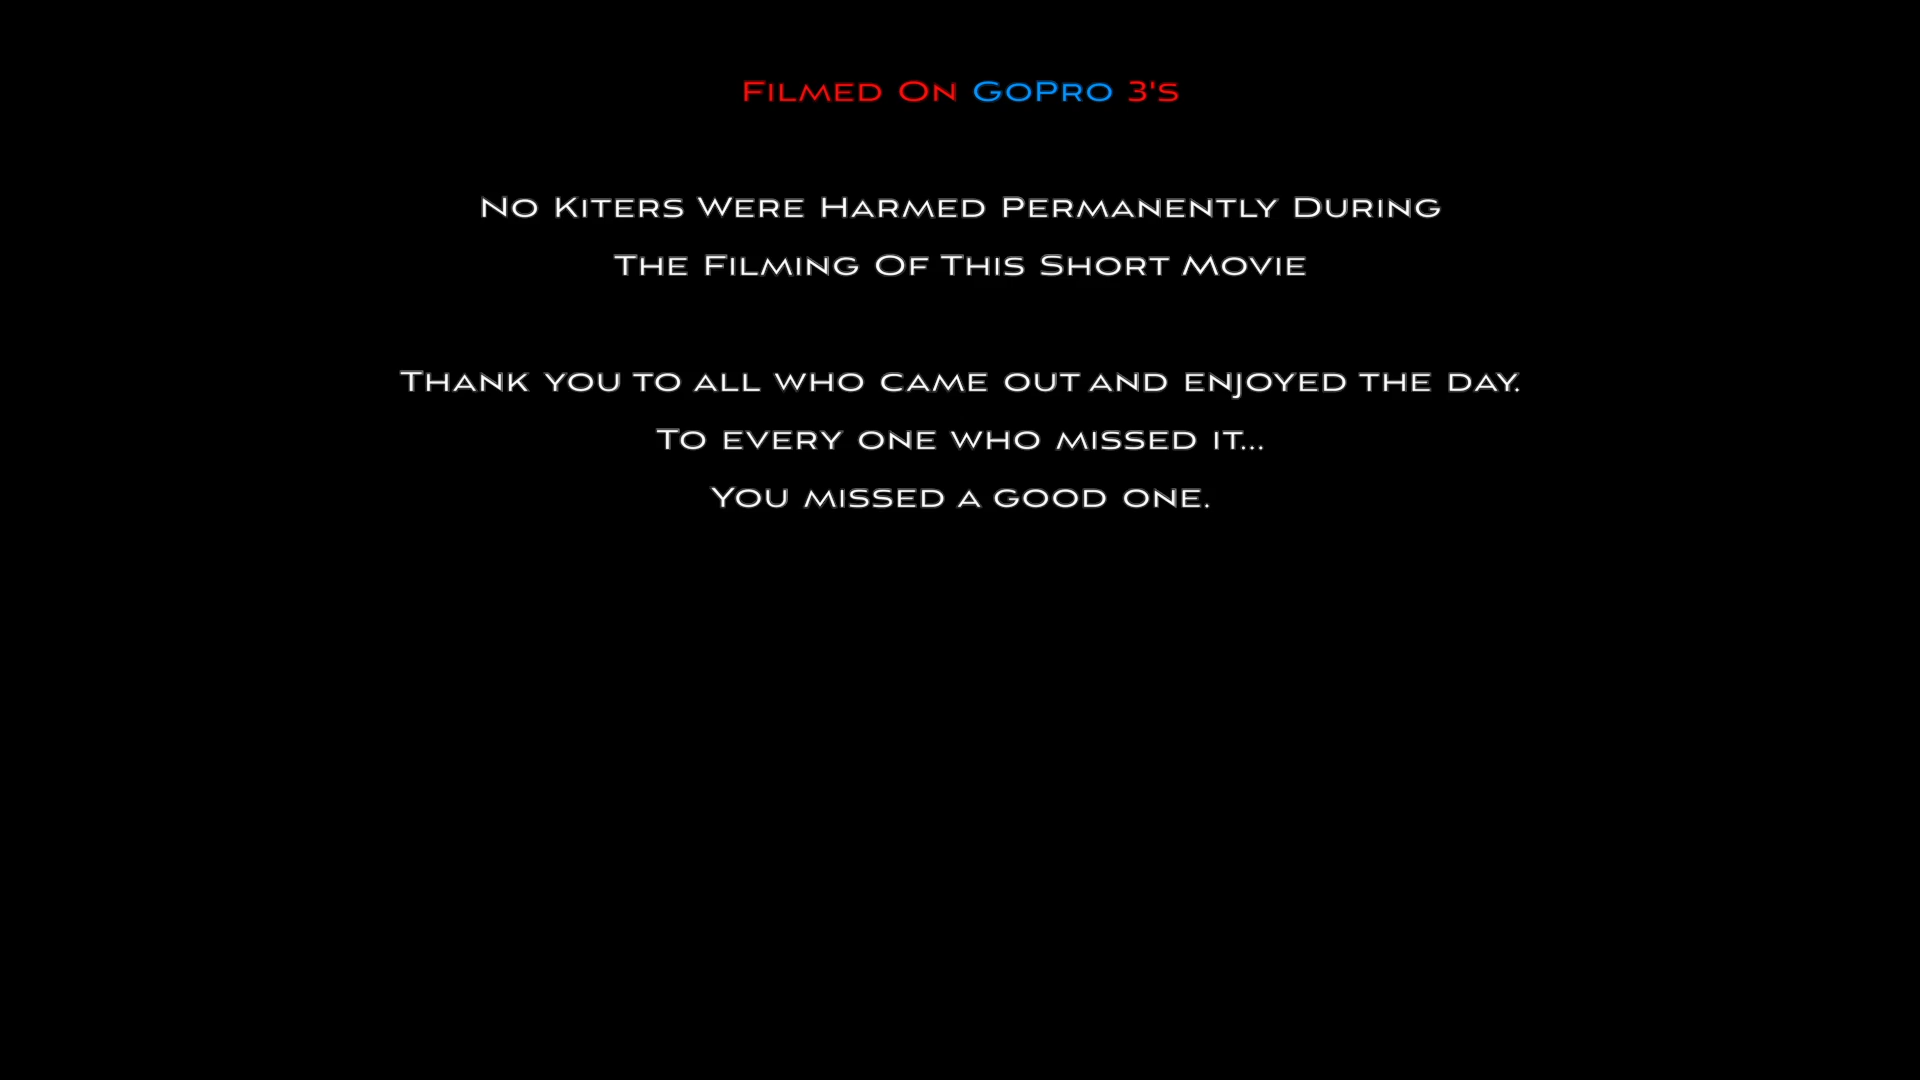 Filmed On GoPro 3's
No Kiters Were Harmed Permanently During
The Filming Of This Short Movie
Thank you to all who came out and enjoyed the day.
To every one who missed it...
You missed a good one.